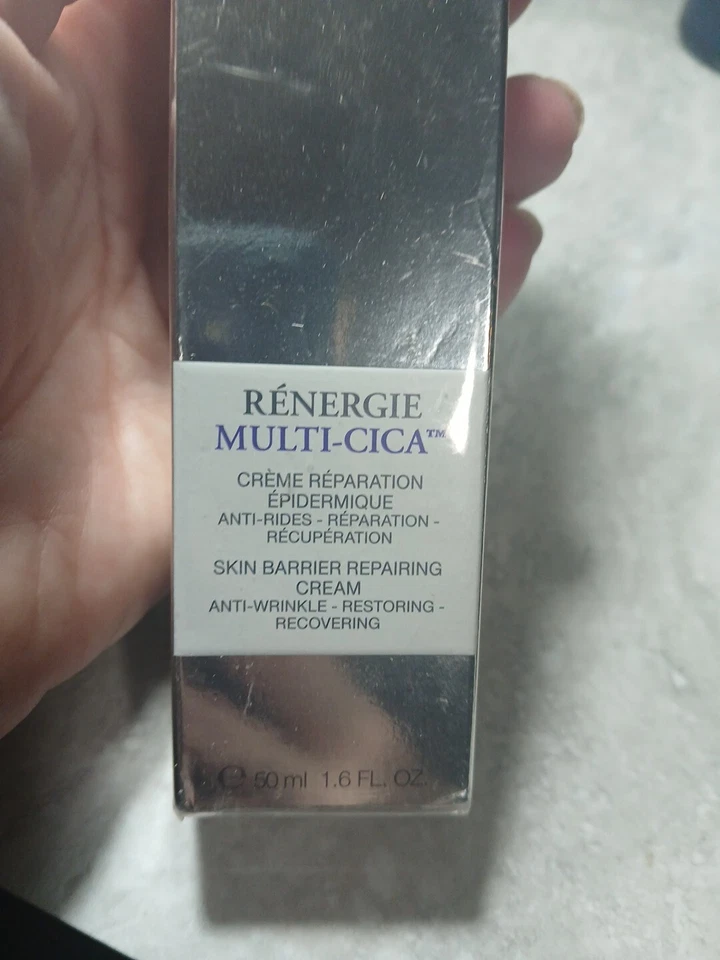 RÉNERGIE
MULTI-CICA™
CRÈME RÉPARATION
ÉPIDERMIQUE
ANTI-RIDES - RÉPARATION -
RÉCUPÉRATION
SKIN BARRIER REPAIRING
CREAM
ANTI-WRINKLE - RESTORING -
RECOVERING
℮ 50 ml 1.6 FL. OZ.